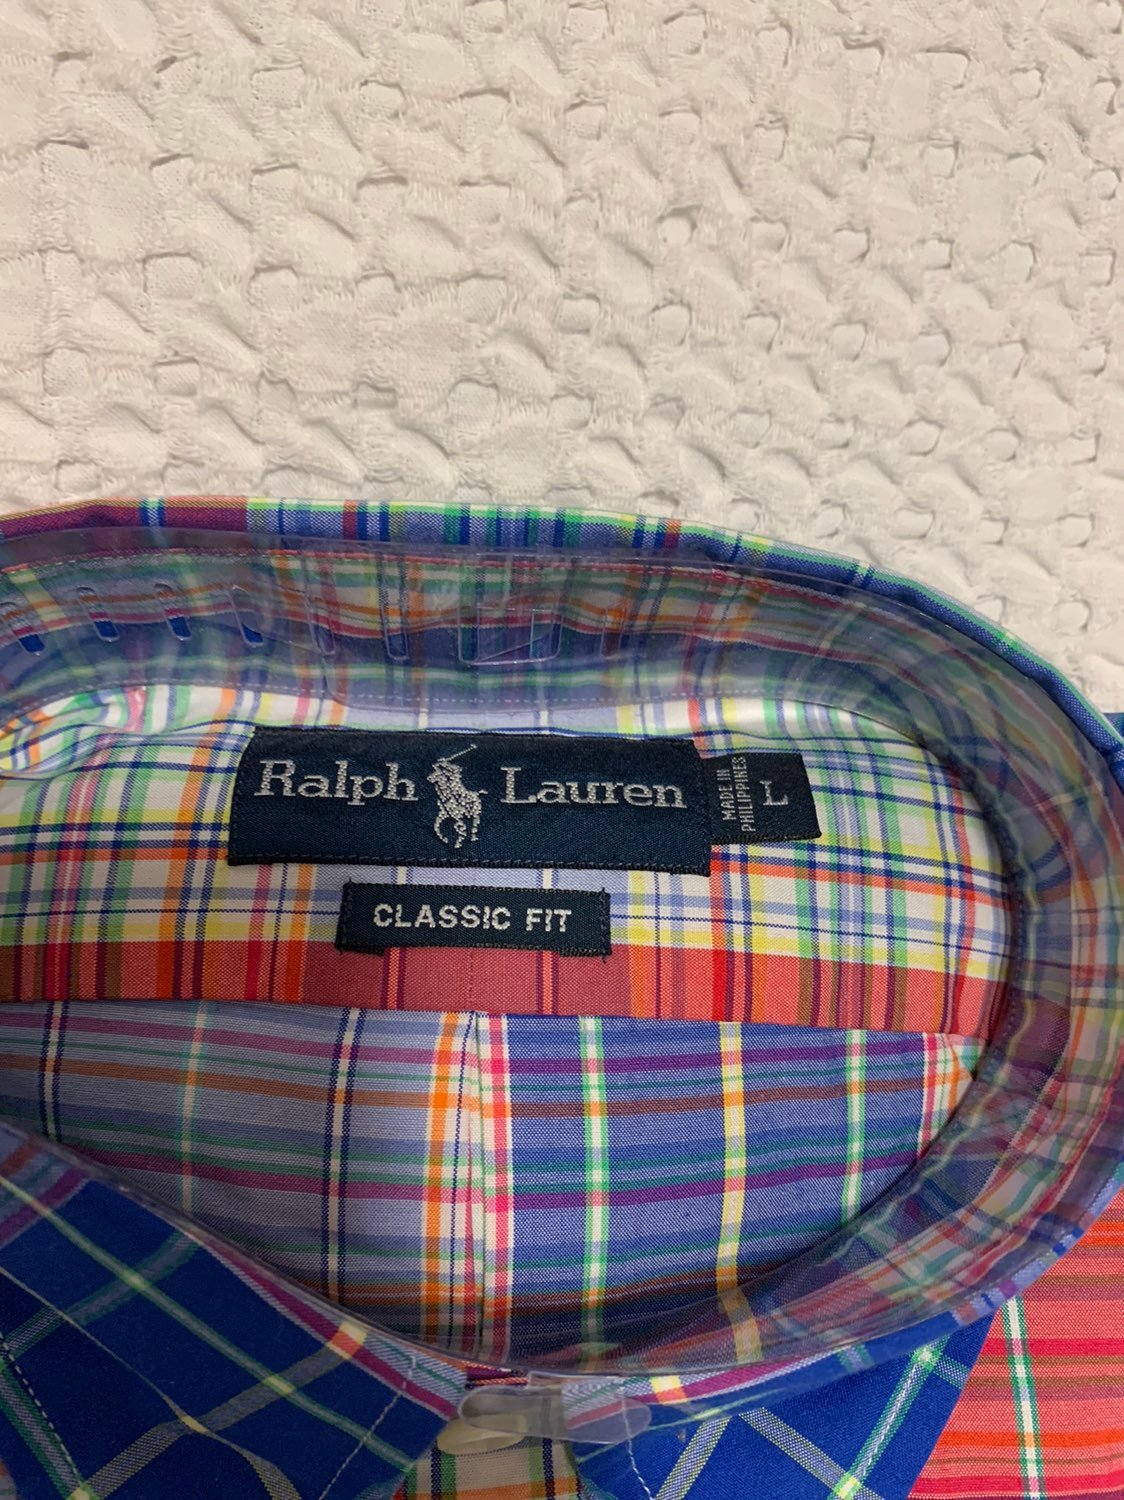 Ralph Lauren
MADE IN
PHILIPPINES
L
CLASSIC FIT